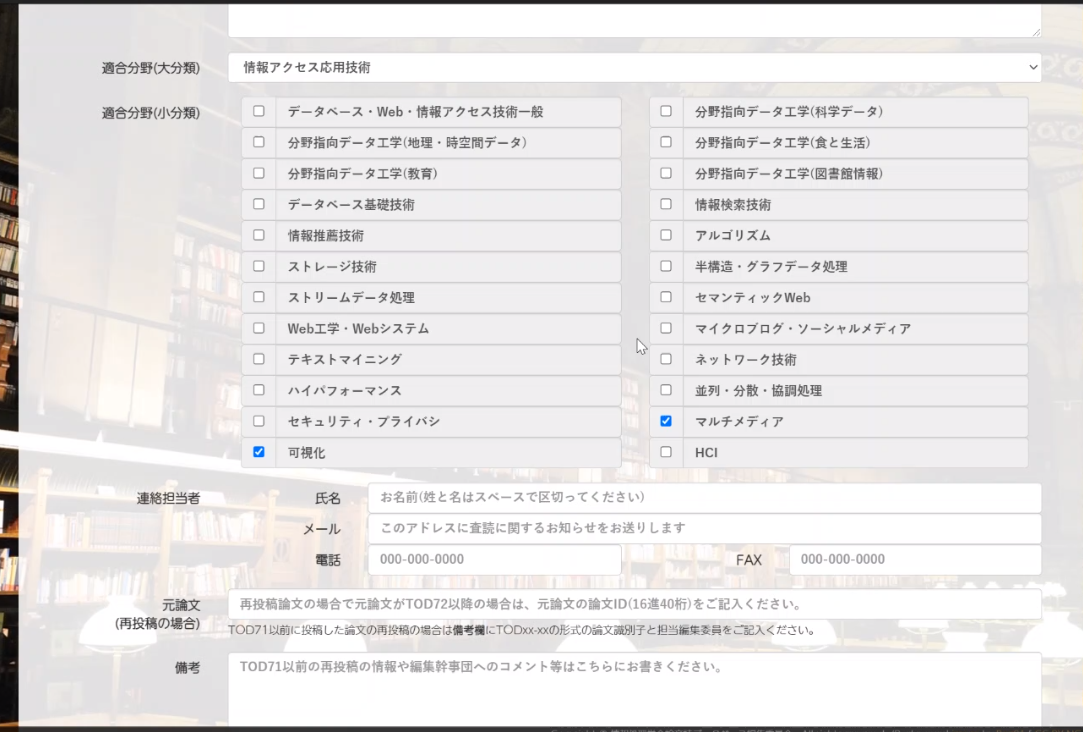 適合分野(大分類) 情報アクセス応用技術
適合分野(小分類) データベース・Web・情報アクセス技術一般 分野指向データ工学(科学データ)
分野指向データ工学(地理・時空間データ) 分野指向データ工学(食と生活)
分野指向データ工学(教育) 分野指向データ工学(図書館情報)
データベース基礎技術 情報検索技術
情報推薦技術 アルゴリズム
ストレージ技術 半構造・グラフデータ処理
ストリームデータ処理 セマンティックWeb
Web工学・Webシステム マイクロブログ・ソーシャルメディア
テキストマイニング ネットワーク技術
ハイパフォーマンス 並列・分散・協調処理
セキュリティ・プライバシ マルチメディア
可視化 HCI
連絡担当者 氏名 お名前(姓と名はスペースで区切ってください)
メール このアドレスに査読に関するお知らせをお送りします
電話 000-000-0000 FAX 000-000-0000
元論文 再投稿論文の場合で元論文がTOD72以降の場合は、元論文の論文ID(16進40桁)をご記入ください。
(再投稿の場合) TOD71以前に投稿した論文の再投稿の場合は備考欄にTODxx-xxの形式の論文識別子と担当編集委員をご記入ください。
備考 TOD71以前の再投稿の情報や編集幹事団へのコメント等はこちらにお書きください。